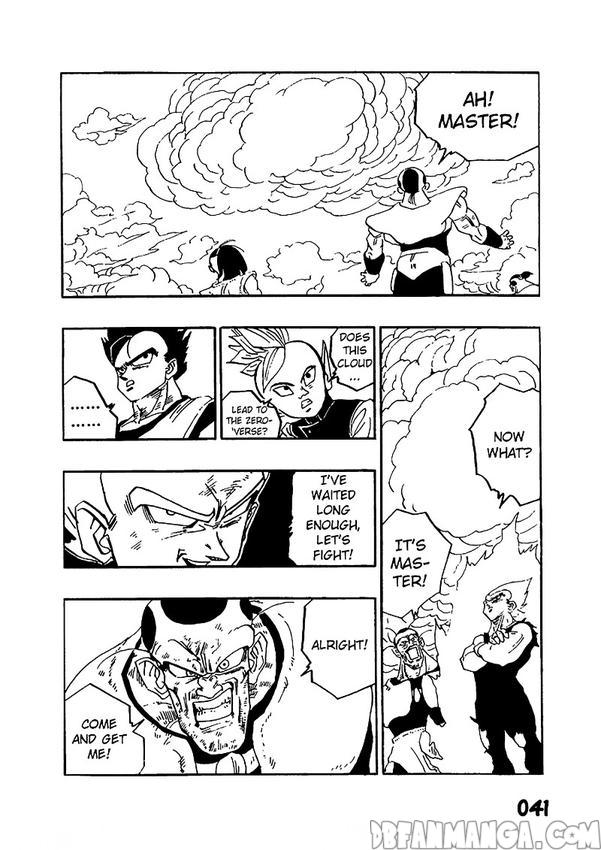 AH!
MASTER!
NOW
WHAT?
IT'S
MAS-
TER!
DOES
THIS
CLOUD
...
LEAD TO
THE ZERO-
'VERSE?
......
......
I'VE
WAITED
LONG
ENOUGH,
LET'S
FIGHT!
ALRIGHT!
COME
AND GET
ME!
041
DBFANMANGA.COM